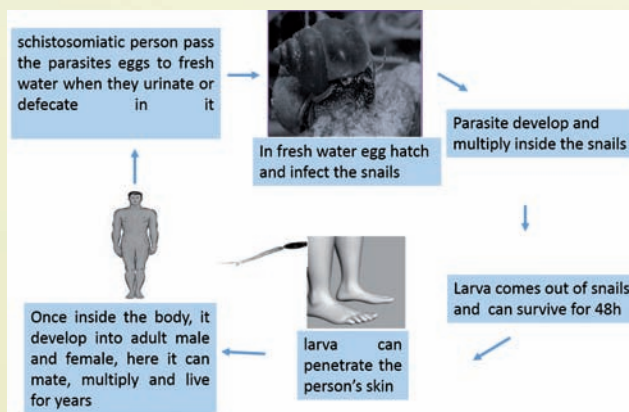 schistosomiatic person pass
the parasites eggs to fresh
water when they urinate or
defecate in it
In fresh water egg hatch
and infect the snails
Parasite develop and
multiply inside the snails
Larva comes out of snails
and can survive for 48h
larva can
penetrate the
person's skin
Once inside the body, it
develop into adult male
and female, here it can
mate, multiply and live
for years